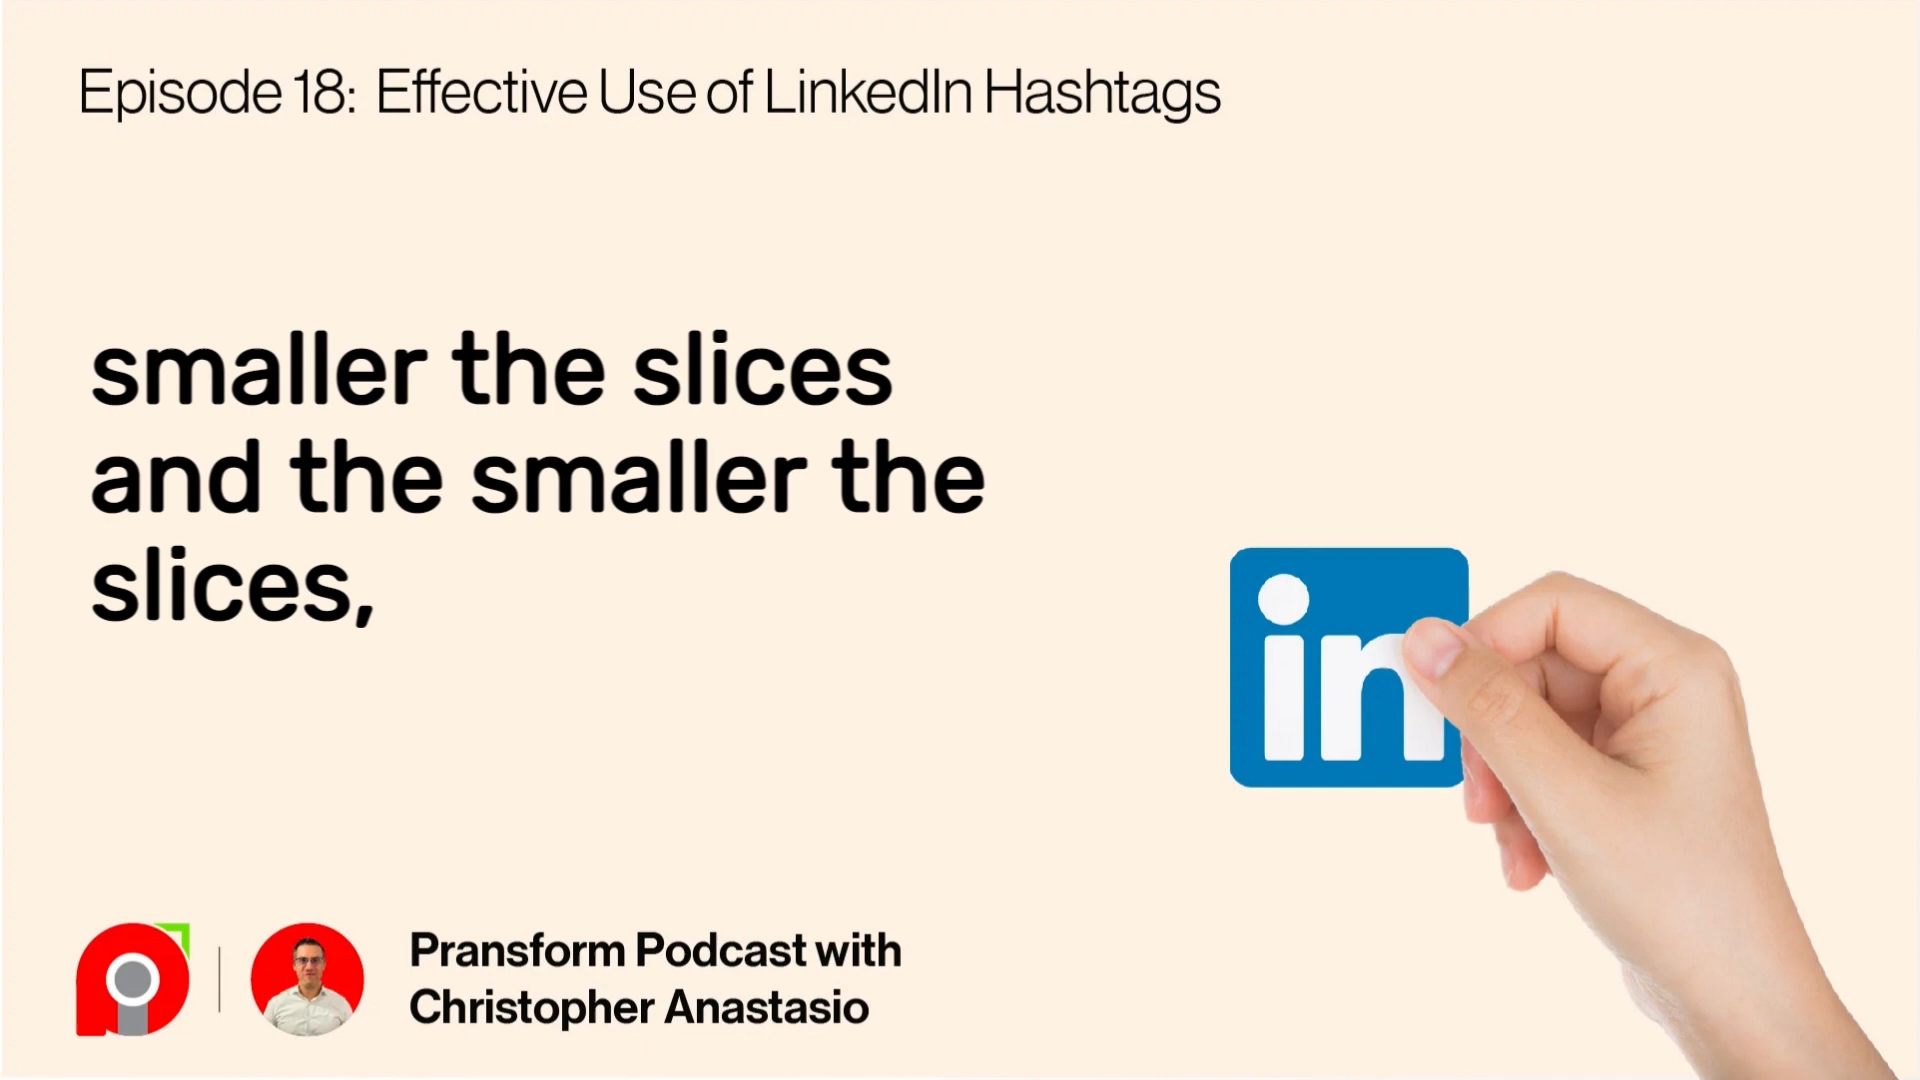 Episode 18: Effective Use of LinkedIn Hashtags
smaller the slices
and the smaller the
slices,
in
Pransform Podcast with
Christopher Anastasio